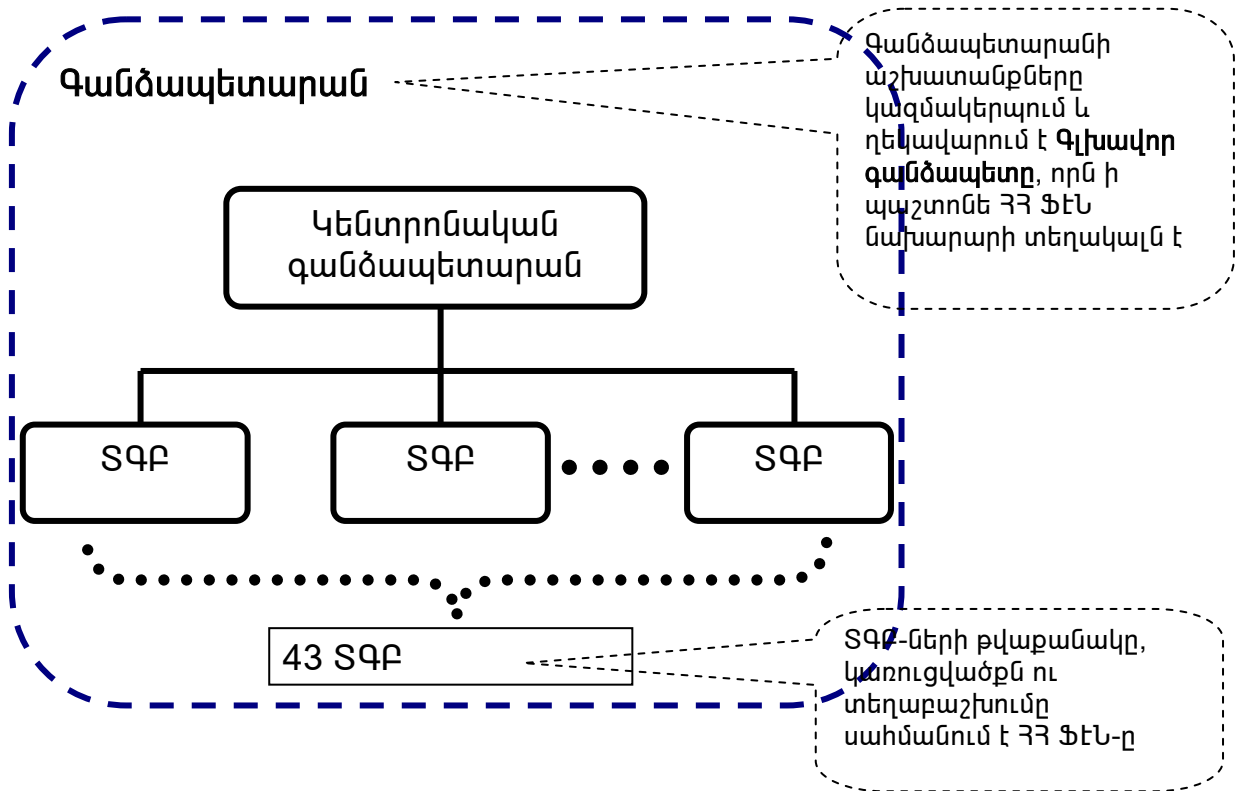 Գանձապետարան
Գանձապետարանի
աշխատանքները
կազմակերպում և
ղեկավարում է Գլխավոր
գանձապետը, որն ի
պաշտոնե ՀՀ ՖԷՆ
նախարարի տեղակալն է
Կենտրոնական
գանձապետարան
ՏԳԲ
ՏԳԲ
ՏԳԲ
43 ՏԳԲ
ՏԳԲ-ների թվաքանակը,
կառուցվածքն ու
տեղաբաշխումը
սահմանում է ՀՀ ՖԷՆ-ը